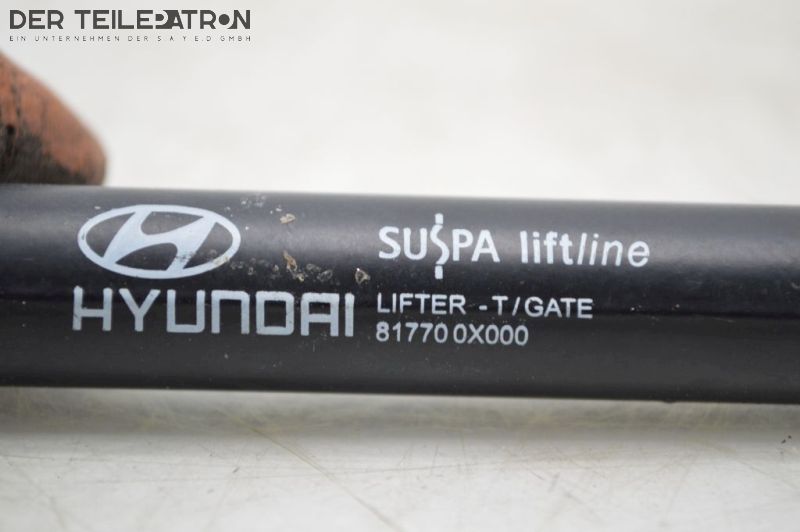 DER TEILEPATRON
EIN UNTERNEHMEN DER S A Y E.D GMBH
HYUNDAI
SUSPA liftline
LIFTER - T/GATE
81770 0X000